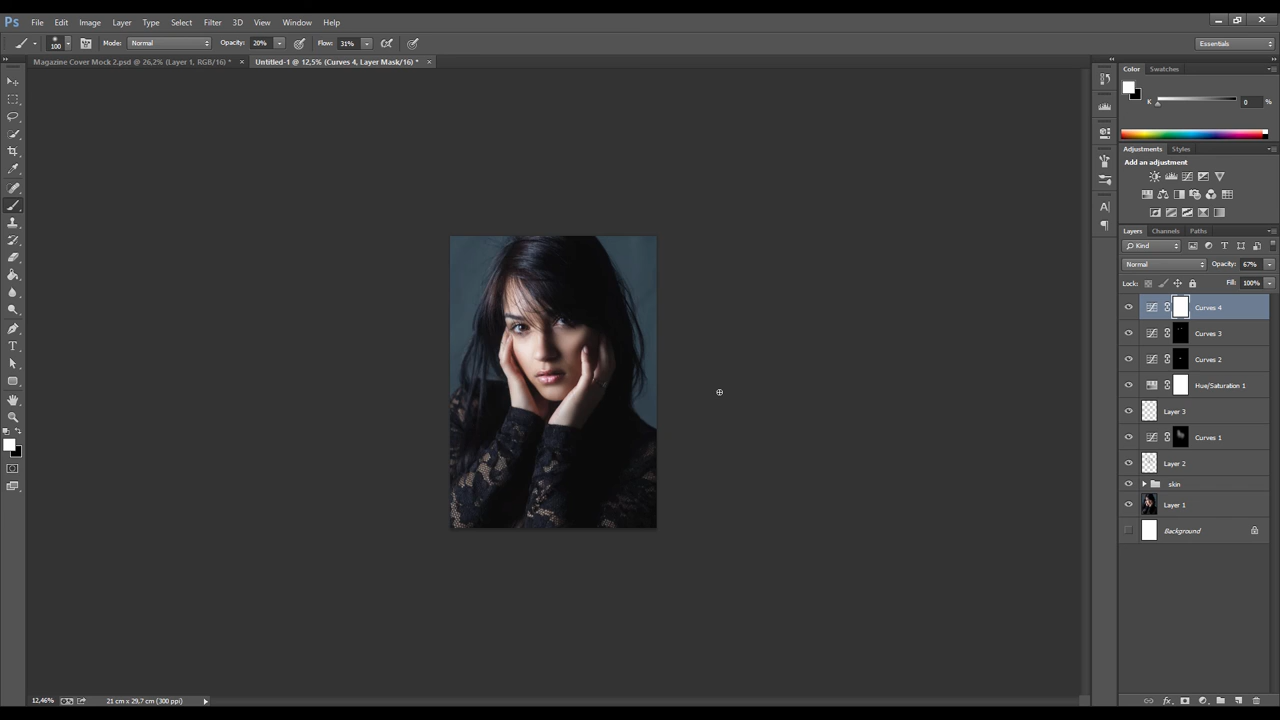 Ps File Edit Image Layer Type Select Filter 3D View Window Help
100 Mode: Normal Opacity: 20% Flow: 31% Essentials
Magazine Cover Mock 2.psd @ 26,2% (Layer 1, RGB/16) * × Untitled-1 @ 12,5% (Curves 4, Layer Mask/16) * ×
Color Swatches
K 0 %
Adjustments Styles
Add an adjustment
Layers Channels Paths
Kind
Normal Opacity: 67%
Lock: Fill: 100%
Curves 4
Curves 3
Curves 2
Hue/Saturation 1
Layer 3
Curves 1
Layer 2
skin
Layer 1
Background
12,46% 21 cm x 29,7 cm (300 ppi)